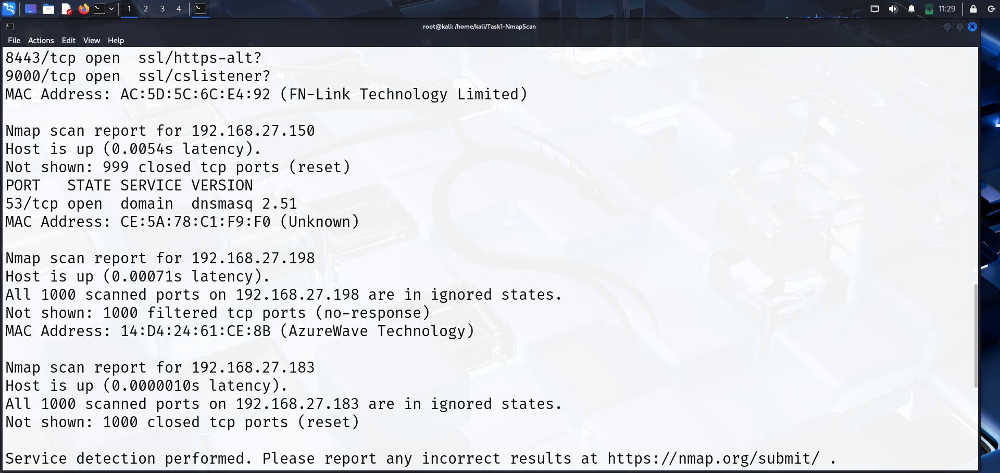 1 2 3 4
11:29
root@kali: /home/kali/Task1-NmapScan
File Actions Edit View Help
8443/tcp open  ssl/https-alt?
9000/tcp open  ssl/cslistener?
MAC Address: AC:5D:5C:6C:E4:92 (FN-Link Technology Limited)
Nmap scan report for 192.168.27.150
Host is up (0.0054s latency).
Not shown: 999 closed tcp ports (reset)
PORT   STATE SERVICE VERSION
53/tcp open  domain  dnsmasq 2.51
MAC Address: CE:5A:78:C1:F9:F0 (Unknown)
Nmap scan report for 192.168.27.198
Host is up (0.00071s latency).
All 1000 scanned ports on 192.168.27.198 are in ignored states.
Not shown: 1000 filtered tcp ports (no-response)
MAC Address: 14:D4:24:61:CE:8B (AzureWave Technology)
Nmap scan report for 192.168.27.183
Host is up (0.0000010s latency).
All 1000 scanned ports on 192.168.27.183 are in ignored states.
Not shown: 1000 closed tcp ports (reset)
Service detection performed. Please report any incorrect results at https://nmap.org/submit/ .